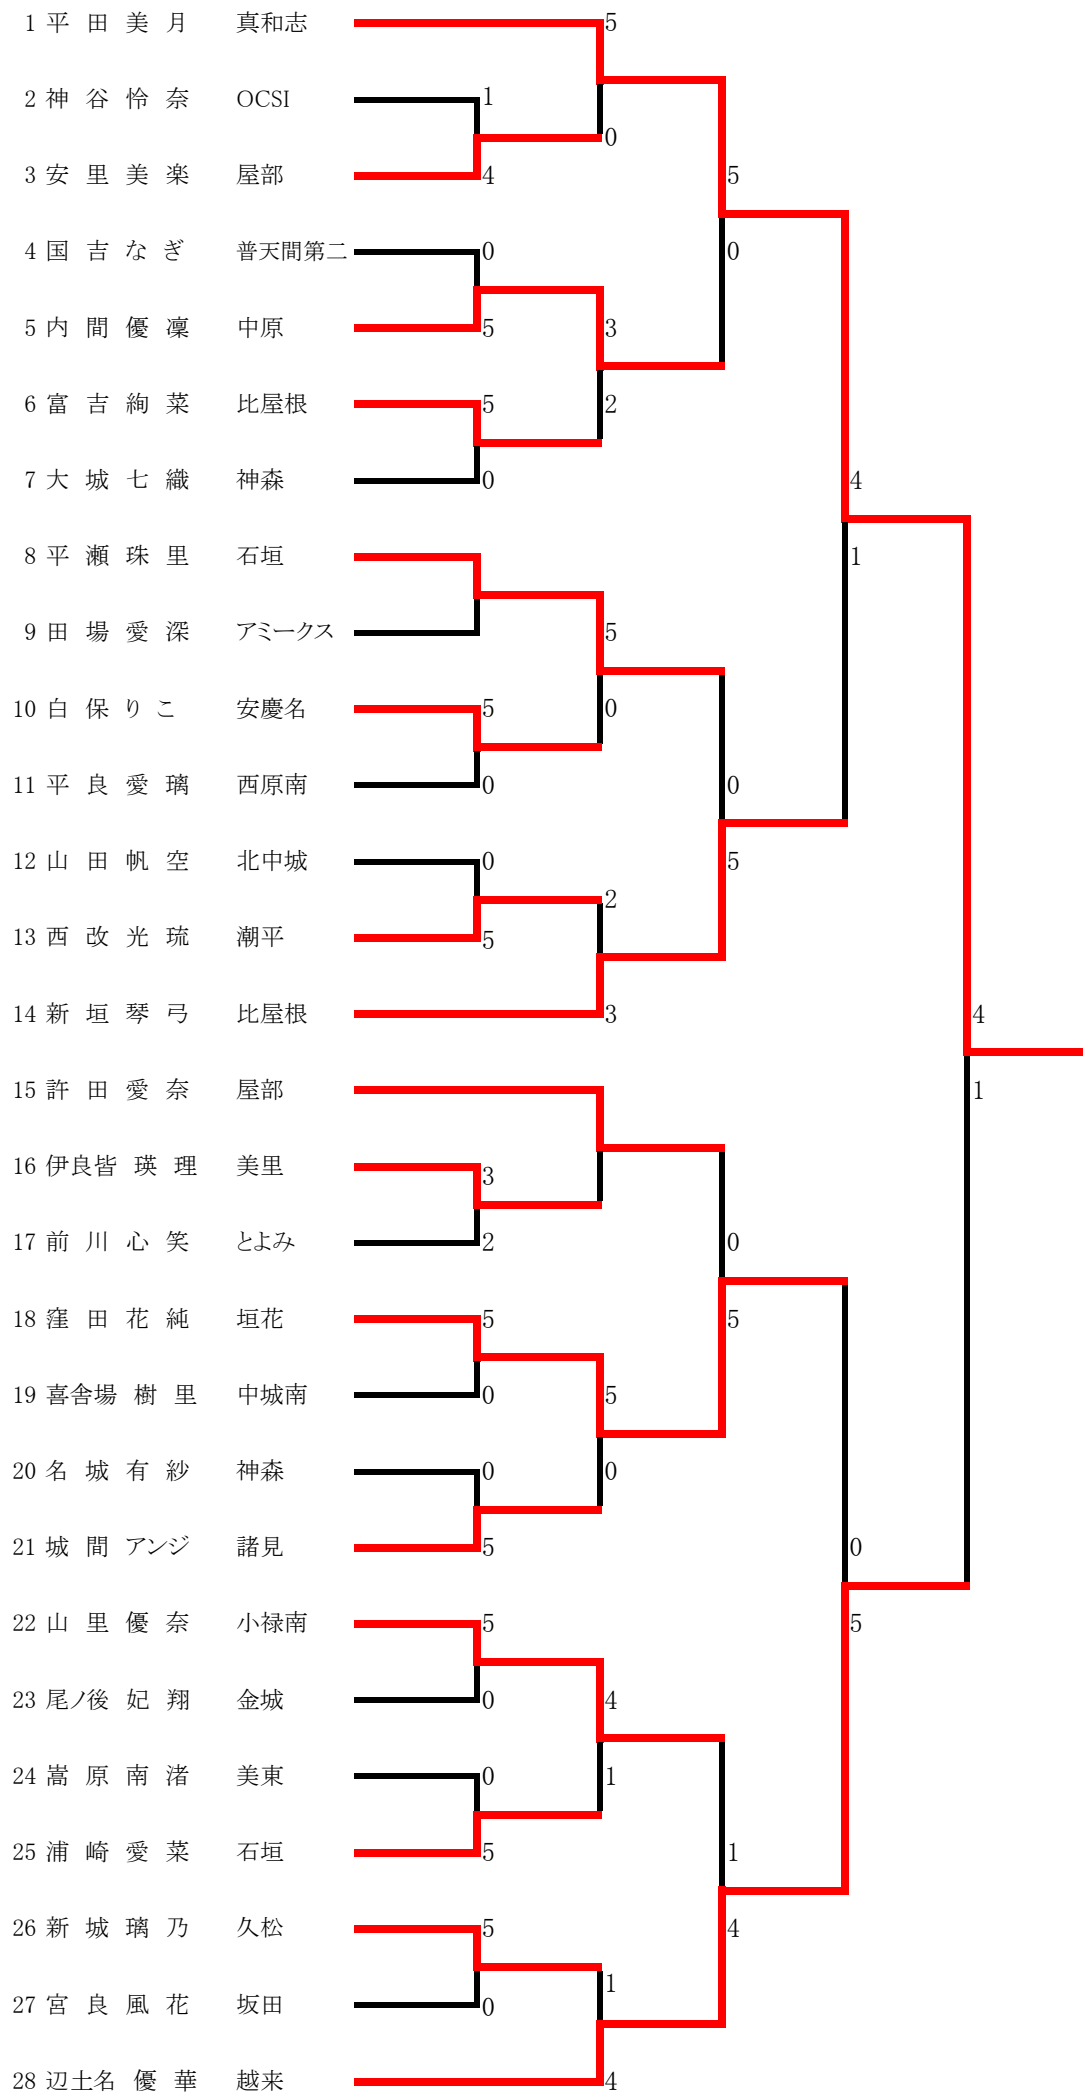 1 平 田 美 月 真和志 5
2 神 谷 怜 奈 OCSI 1
0
3 安 里 美 楽 屋部 4 5
4 国 吉 な ぎ 普天間第二 0 0
5 内 間 優 凜 中原 5 3
6 富 吉 絢 菜 比屋根 5 2
7 大 城 七 織 神森 0 4
8 平 瀬 珠 里 石垣 1
9 田 場 愛 深 アミークス 5
10 白 保 り こ 安慶名 5 0
11 平 良 愛 璃 西原南 0 0
12 山 田 帆 空 北中城 0 5
2
13 西 改 光 琉 潮平 5
14 新 垣 琴 弓 比屋根 3 4
15 許 田 愛 奈 屋部 1
16 伊良皆 瑛 理 美里 3
17 前 川 心 笑 とよみ 2 0
18 窪 田 花 純 垣花 5 5
19 喜舎場 樹 里 中城南 0 5
20 名 城 有 紗 神森 0 0
21 城 間 アンジ 諸見 5 0
22 山 里 優 奈 小禄南 5 5
23 尾ノ後 妃 翔 金城 0 4
24 嵩 原 南 渚 美東 0 1
25 浦 崎 愛 菜 石垣 5 1
26 新 城 璃 乃 久松 5 4
1
27 宮 良 風 花 坂田 0
28 辺土名 優 華 越来 4